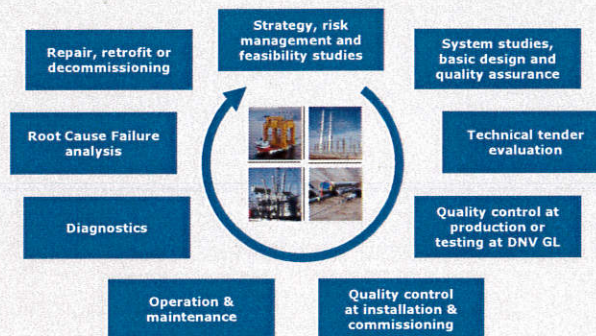 Strategy, risk
management and
feasibility studies
System studies,
basic design and
quality assurance
Technical tender
evaluation
Quality control at
production or
testing at DNV GL
Quality control
at installation &
commissioning
Operation &
maintenance
Diagnostics
Root Cause Failure
analysis
Repair, retrofit or
decommissioning